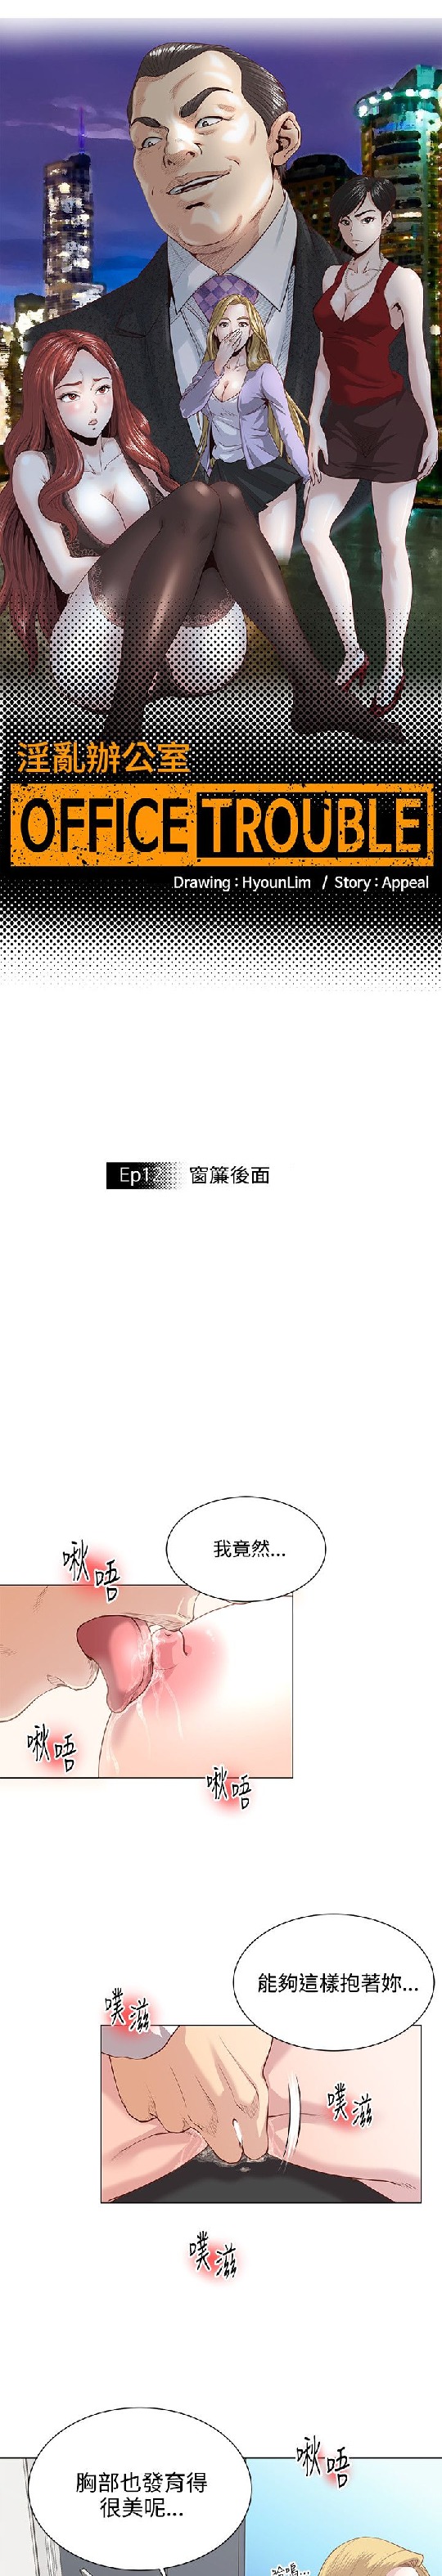 淫亂辦公室
OFFICE TROUBLE
Drawing : HyounLim / Story : Appeal
Ep12 窗簾後面
我竟然...
啾唔
啾唔
啾唔
能夠這樣抱著妳...
噗滋
噗滋
噗滋
胸部也發育得
很美呢...
啾唔